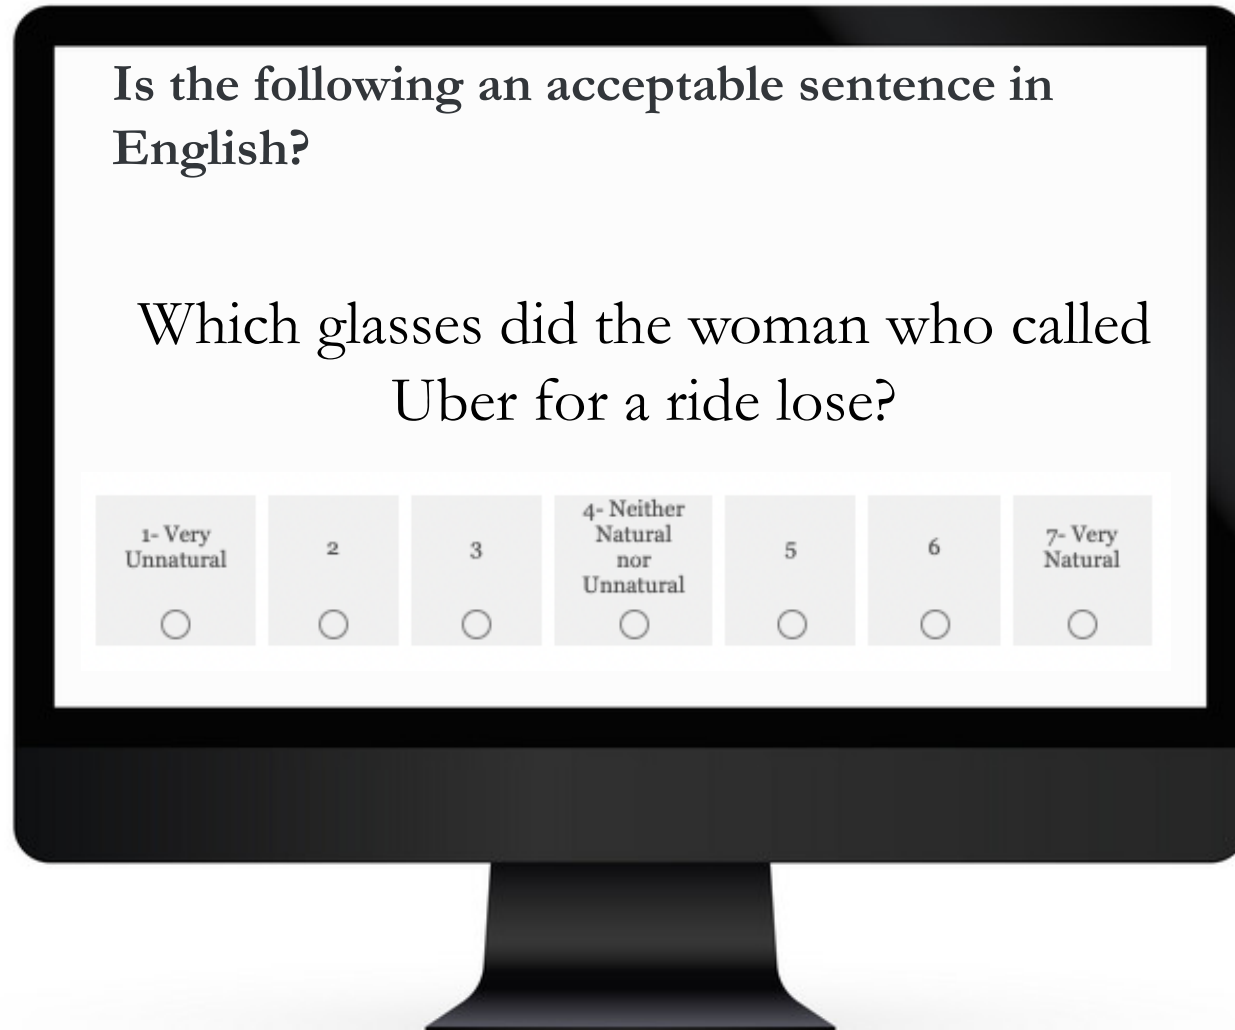 Is the following an acceptable sentence in
English?
Which glasses did the woman who called
Uber for a ride lose?
1- Very
Unnatural
2
3
4- Neither
Natural
nor
Unnatural
5
6
7- Very
Natural